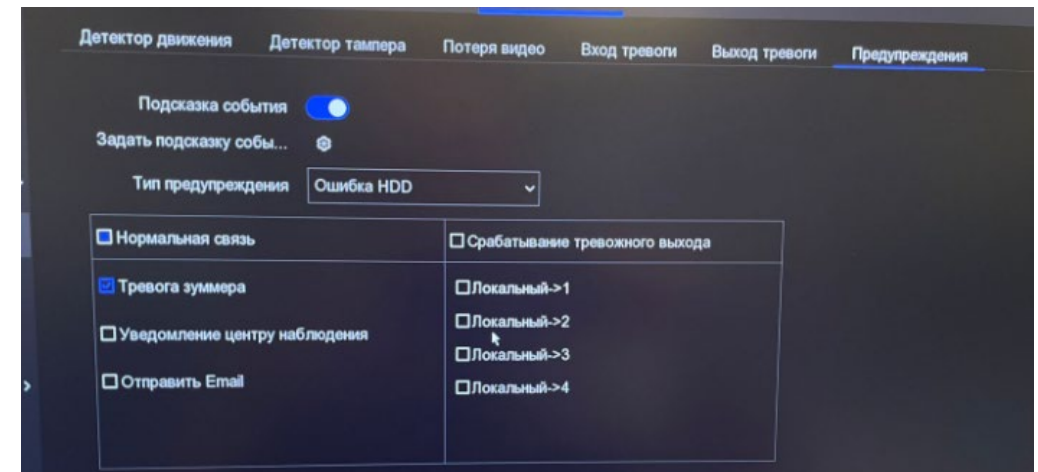 Детектор движения Детектор тампера Потеря видео Вход тревоги Выход тревоги Предупреждения
Подсказка события
Задать подсказку собы...
Тип предупреждения Ошибка HDD
Нормальная связь Срабатывание тревожного выхода
Тревога зуммера Локальный->1
Уведомление центру наблюдения Локальный->2
Локальный->3
Отправить Email Локальный->4